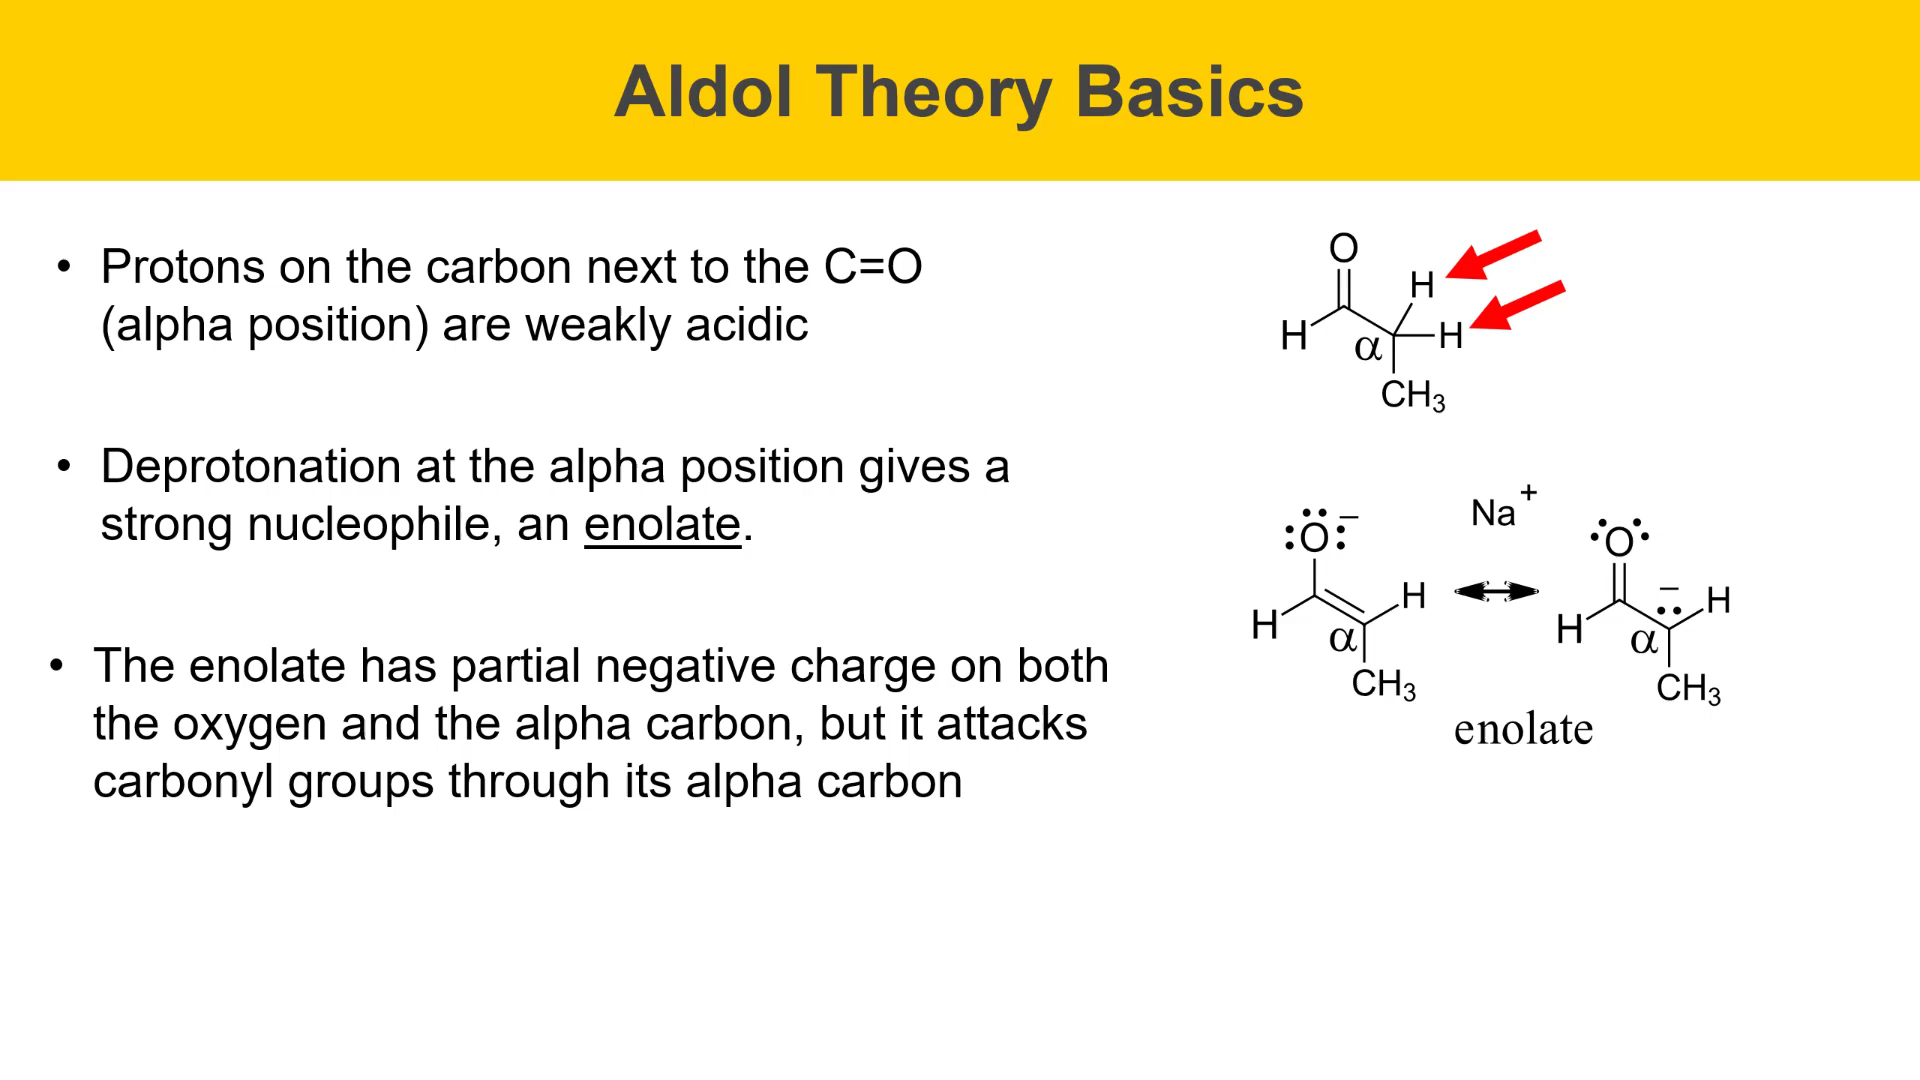 Aldol Theory Basics
• Protons on the carbon next to the C=O
(alpha position) are weakly acidic
• Deprotonation at the alpha position gives a
strong nucleophile, an enolate.
• The enolate has partial negative charge on both
the oxygen and the alpha carbon, but it attacks
carbonyl groups through its alpha carbon
O
H
H α H
CH₃
Na⁺
O⁻ O
H H
H α H α
CH₃ CH₃
enolate